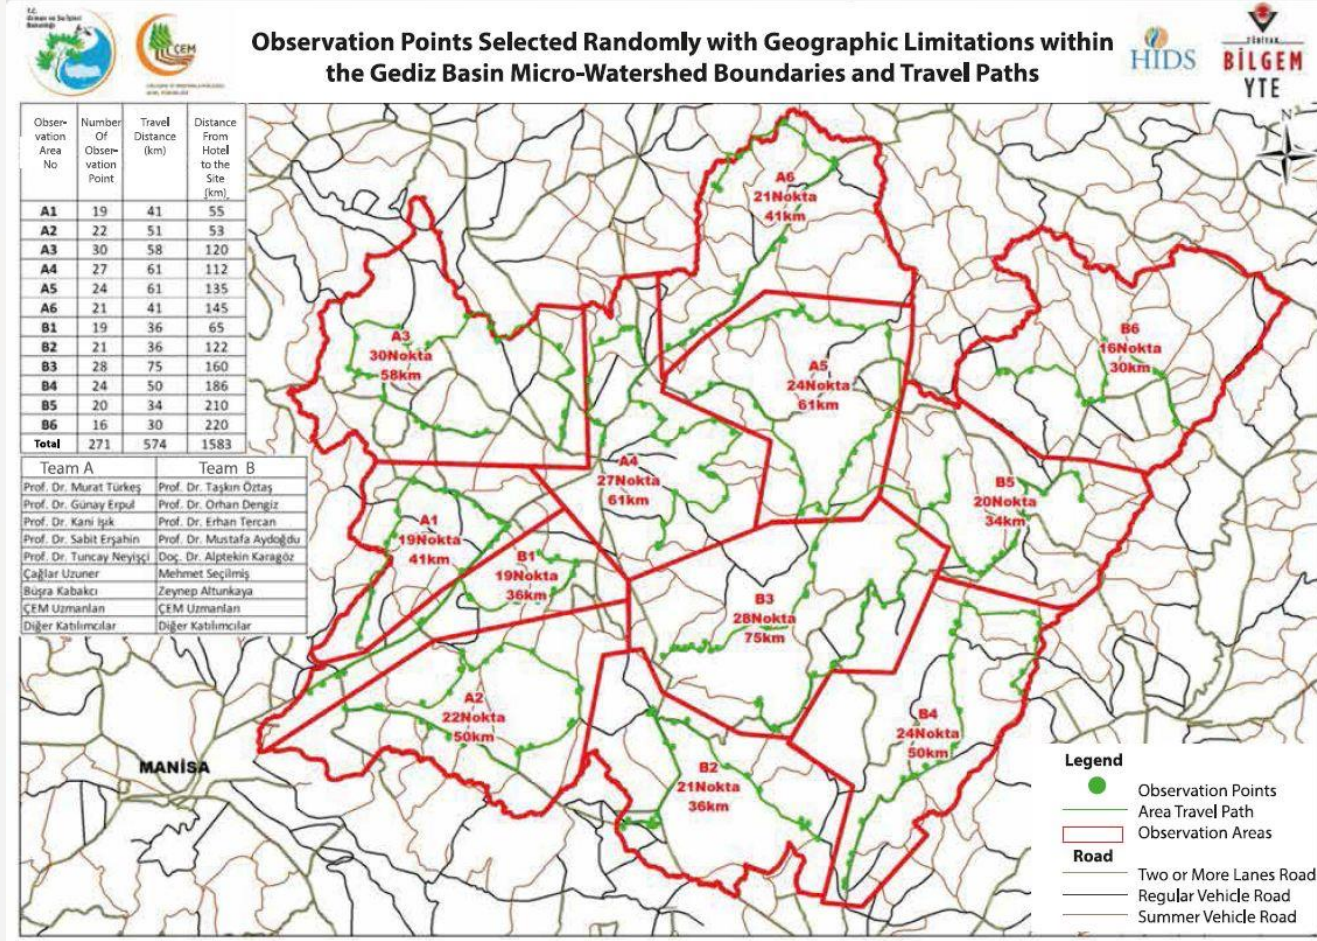 T.C.
Orman ve Su İşleri
Bakanlığı
ÇEM
Observation Points Selected Randomly with Geographic Limitations within
the Gediz Basin Micro-Watershed Boundaries and Travel Paths
HIDS
TÜBİTAK
BİLGEM
YTE
N
Obser-
vation
Area
No
Number
Of
Obser-
vation
Point
Travel
Distance
(km)
Distance
From
Hotel
to the
Site
(km)
A1 19 41 55
A2 22 51 53
A3 30 58 120
A4 27 61 112
A5 24 61 135
A6 21 41 145
B1 19 36 65
B2 21 36 122
B3 28 75 160
B4 24 50 186
B5 20 34 210
B6 16 30 220
Total 271 574 1583
Team A Team B
Prof. Dr. Murat Türkeş Prof. Dr. Taşkın Öztaş
Prof. Dr. Günay Erpul Prof. Dr. Orhan Dengiz
Prof. Dr. Kani Işık Prof. Dr. Erhan Tercan
Prof. Dr. Sabit Erşahin Prof. Dr. Mustafa Aydoğdu
Prof. Dr. Tuncay Neyişçi Doç. Dr. Alptekin Karagöz
Çağlar Uzuner Mehmet Seçilmiş
Büşra Kabakcı Zeynep Altunkaya
ÇEM Uzmanları ÇEM Uzmanları
Diğer Katılımcılar Diğer Katılımcılar
A6
21Nokta
41km
A3
30Nokta
58km
B6
16Nokta
30km
A5
24Nokta
61km
A4
27Nokta
61km
B5
20Nokta
34km
A1
19Nokta
41km
B1
19Nokta
36km
B3
28Nokta
75km
A2
22Nokta
50km
B4
24Nokta
50km
B2
21Nokta
36km
MANİSA
Legend
Observation Points
Area Travel Path
Observation Areas
Road
Two or More Lanes Road
Regular Vehicle Road
Summer Vehicle Road